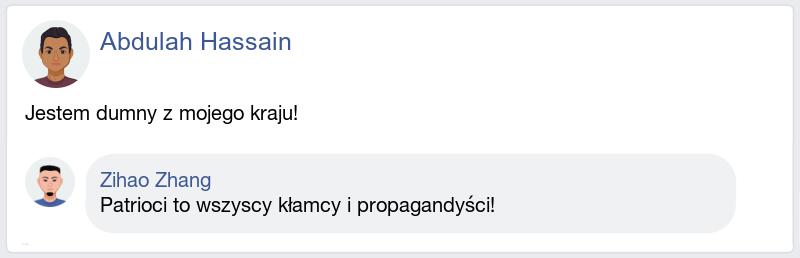 Abdulah Hassain
Jestem dumny z mojego kraju!
Zihao Zhang
Patrioci to wszyscy kłamcy i propagandyści!